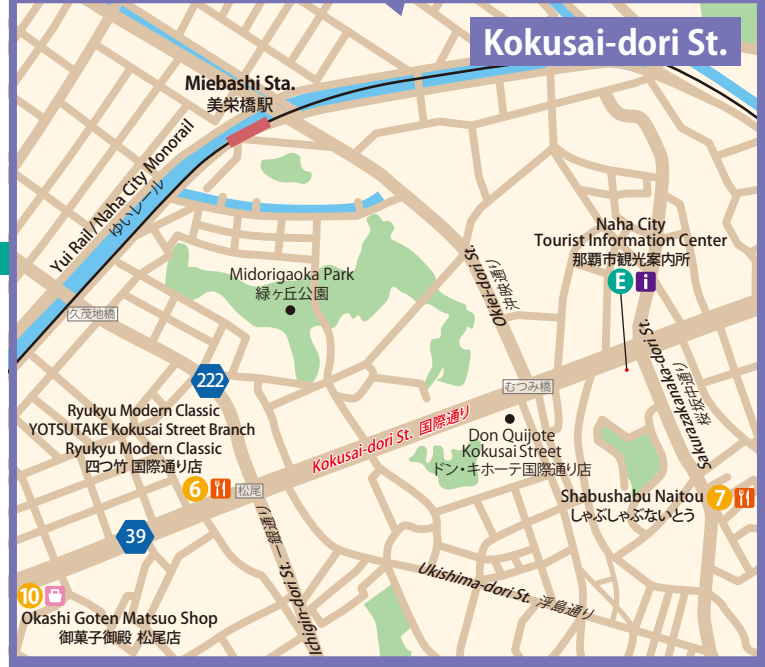 Kokusai-dori St.
Miebashi Sta.
美栄橋駅
Yui Rail/Naha City Monorail
ゆいレール
Naha City
Tourist Information Center
那覇市観光案内所
E i
Midorigaoka Park
緑ヶ丘公園
Okiei-dori St.
沖映通り
久茂地橋
Sakurazakanaka-dori St.
桜坂中通り
222
むつみ橋
Ryukyu Modern Classic
YOTSUTAKE Kokusai Street Branch
Ryukyu Modern Classic
四つ竹 国際通り店
6
松尾
Kokusai-dori St. 国際通り
Don Quijote
Kokusai Street
ドン・キホーテ国際通り店
Shabushabu Naitou
しゃぶしゃぶないとう
7
39
Ichigin-dori St. 一銀通り
Ukishima-dori St. 浮島通り
10
Okashi Goten Matsuo Shop
御菓子御殿 松尾店